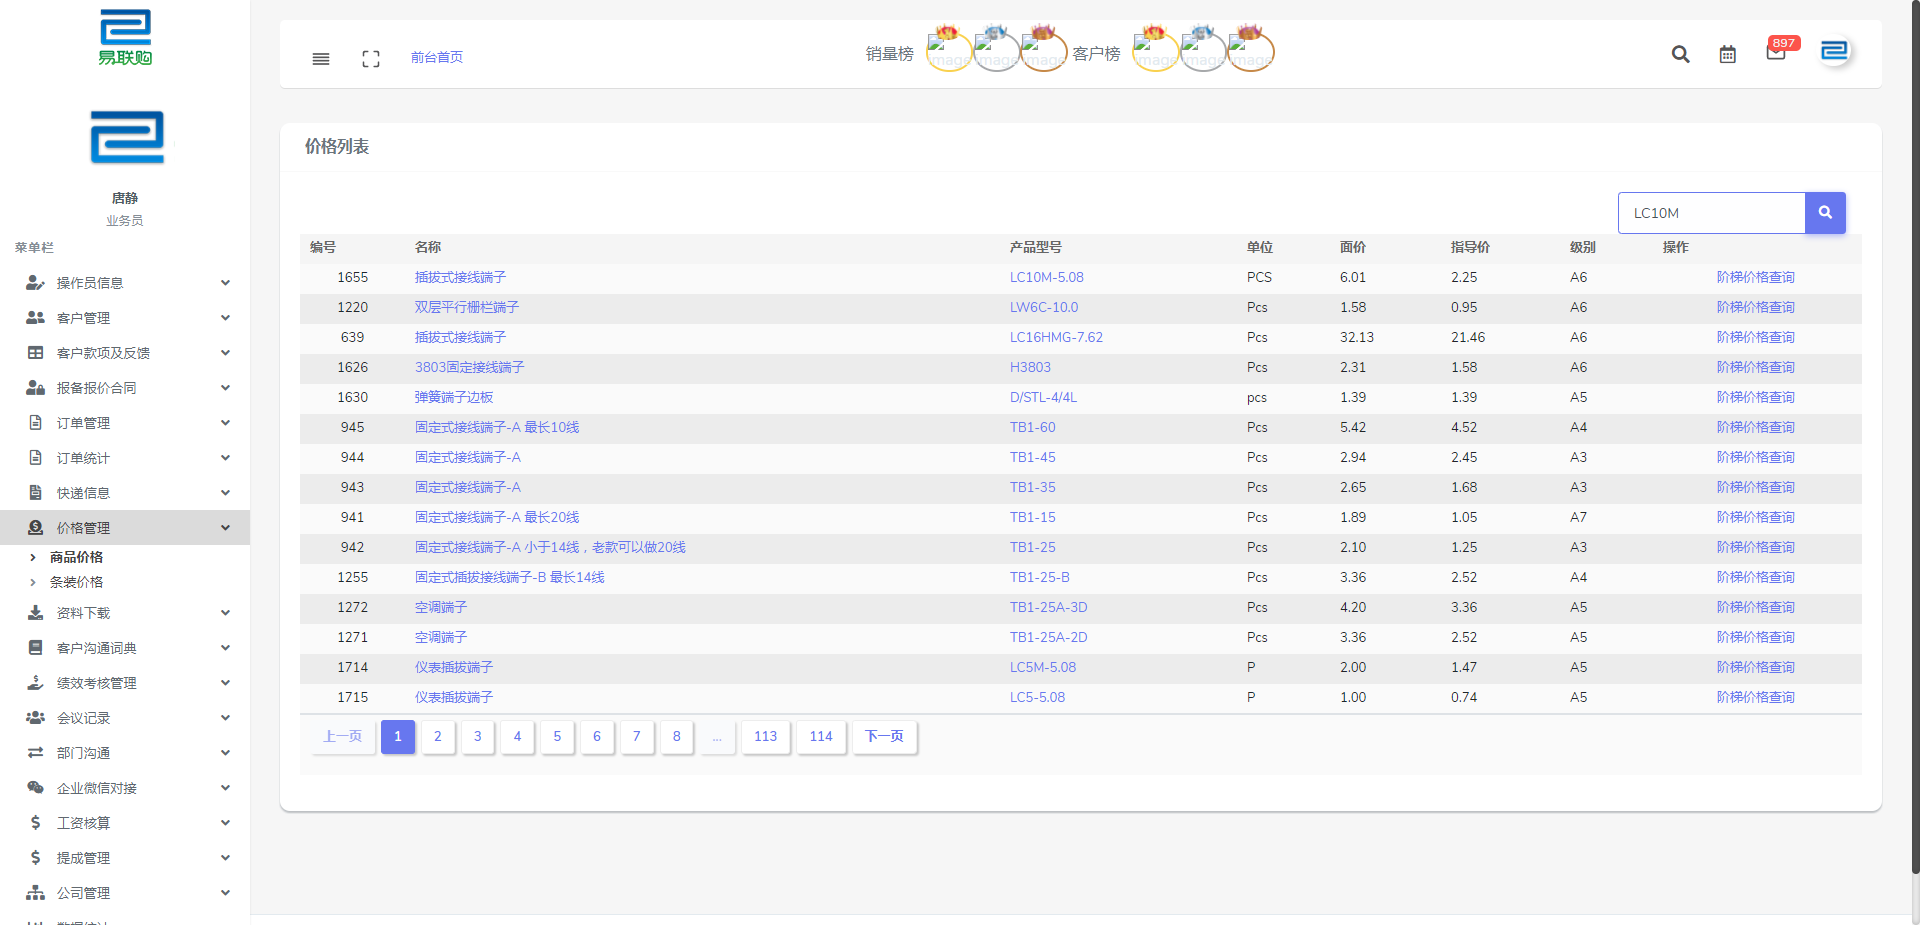 易联购
唐静
业务员
菜单栏
操作员信息
客户管理
客户款项及反馈
报备报价合同
订单管理
订单统计
快递信息
价格管理
商品价格
条装价格
资料下载
客户沟通词典
绩效考核管理
会议记录
部门沟通
企业微信对接
工资核算
提成管理
公司管理
前台首页
销量榜 image image image 客户榜 image image image
897
价格列表
LC10M
编号 名称 产品型号 单位 面价 指导价 级别 操作
1655 插拔式接线端子 LC10M-5.08 PCS 6.01 2.25 A6 阶梯价格查询
1220 双层平行栅栏端子 LW6C-10.0 Pcs 1.58 0.95 A6 阶梯价格查询
639 插拔式接线端子 LC16HMG-7.62 Pcs 32.13 21.46 A6 阶梯价格查询
1626 3803固定接线端子 H3803 Pcs 2.31 1.58 A6 阶梯价格查询
1630 弹簧端子边板 D/STL-4/4L pcs 1.39 1.39 A5 阶梯价格查询
945 固定式接线端子-A 最长10线 TB1-60 Pcs 5.42 4.52 A4 阶梯价格查询
944 固定式接线端子-A TB1-45 Pcs 2.94 2.45 A3 阶梯价格查询
943 固定式接线端子-A TB1-35 Pcs 2.65 1.68 A3 阶梯价格查询
941 固定式接线端子-A 最长20线 TB1-15 Pcs 1.89 1.05 A7 阶梯价格查询
942 固定式接线端子-A 小于14线，老款可以做20线 TB1-25 Pcs 2.10 1.25 A3 阶梯价格查询
1255 固定式插拔接线端子-B 最长14线 TB1-25-B Pcs 3.36 2.52 A4 阶梯价格查询
1272 空调端子 TB1-25A-3D Pcs 4.20 3.36 A5 阶梯价格查询
1271 空调端子 TB1-25A-2D Pcs 3.36 2.52 A5 阶梯价格查询
1714 仪表插拔端子 LC5M-5.08 P 2.00 1.47 A5 阶梯价格查询
1715 仪表插拔端子 LC5-5.08 P 1.00 0.74 A5 阶梯价格查询
上一页 1 2 3 4 5 6 7 8 ... 113 114 下一页